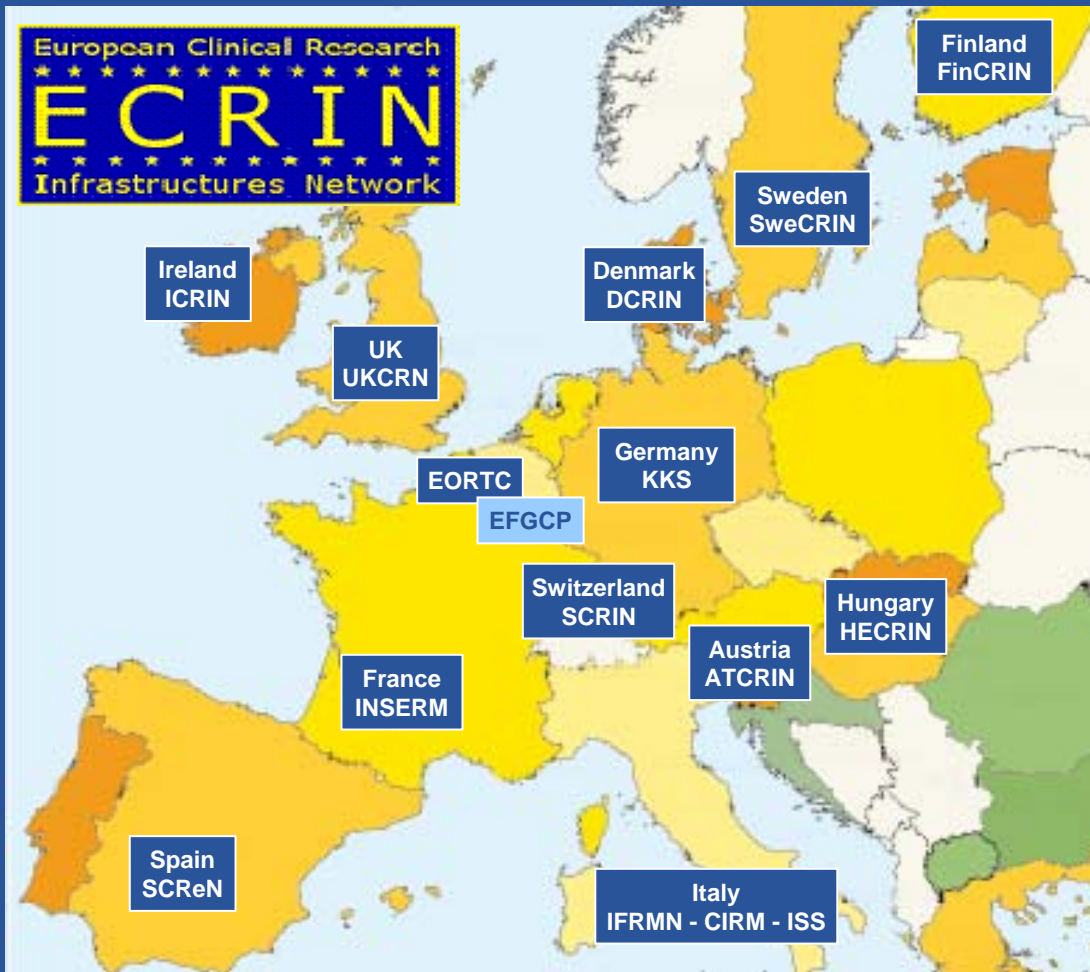 European Clinical Research
ECRIN
Infrastructures Network
Finland
FinCRIN
Sweden
SweCRIN
Ireland
ICRIN
Denmark
DCRIN
UK
UKCRN
Germany
KKS
EORTC
EFGCP
Switzerland
SCRIN
Hungary
HECRIN
Austria
ATCRIN
France
INSERM
Spain
SCReN
Italy
IFRMN - CIRM - ISS